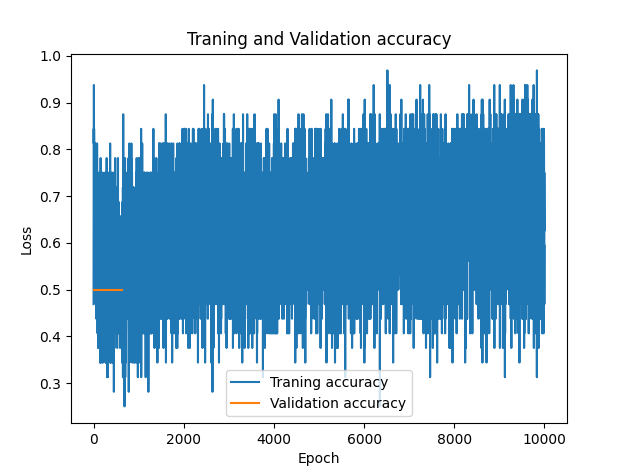 Traning and Validation accuracy
1.0
0.9
0.8
0.7
0.6
0.5
0.4
0.3
Loss
Traning accuracy
Validation accuracy
0 2000 4000 6000 8000 10000
Epoch